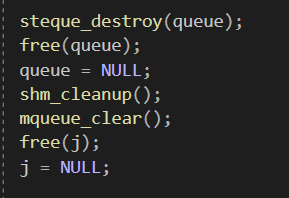 steque_destroy(queue);
free(queue);
queue = NULL;
shm_cleanup();
mqueue_clear();
free(j);
j = NULL;